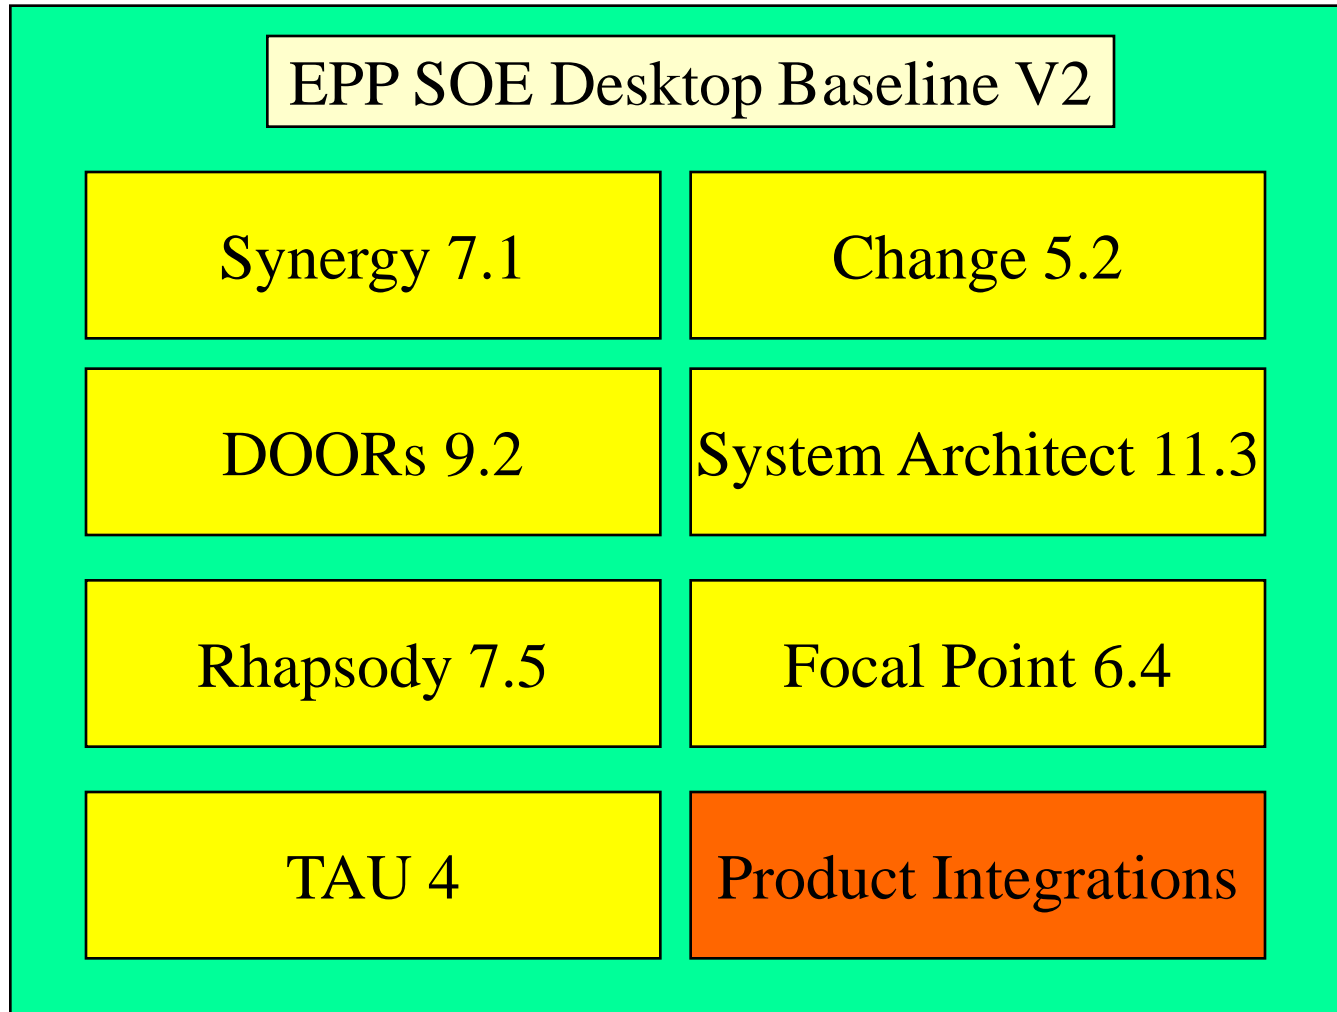 EPP SOE Desktop Baseline V2
Synergy 7.1
Change 5.2
DOORs 9.2
System Architect 11.3
Rhapsody 7.5
Focal Point 6.4
TAU 4
Product Integrations